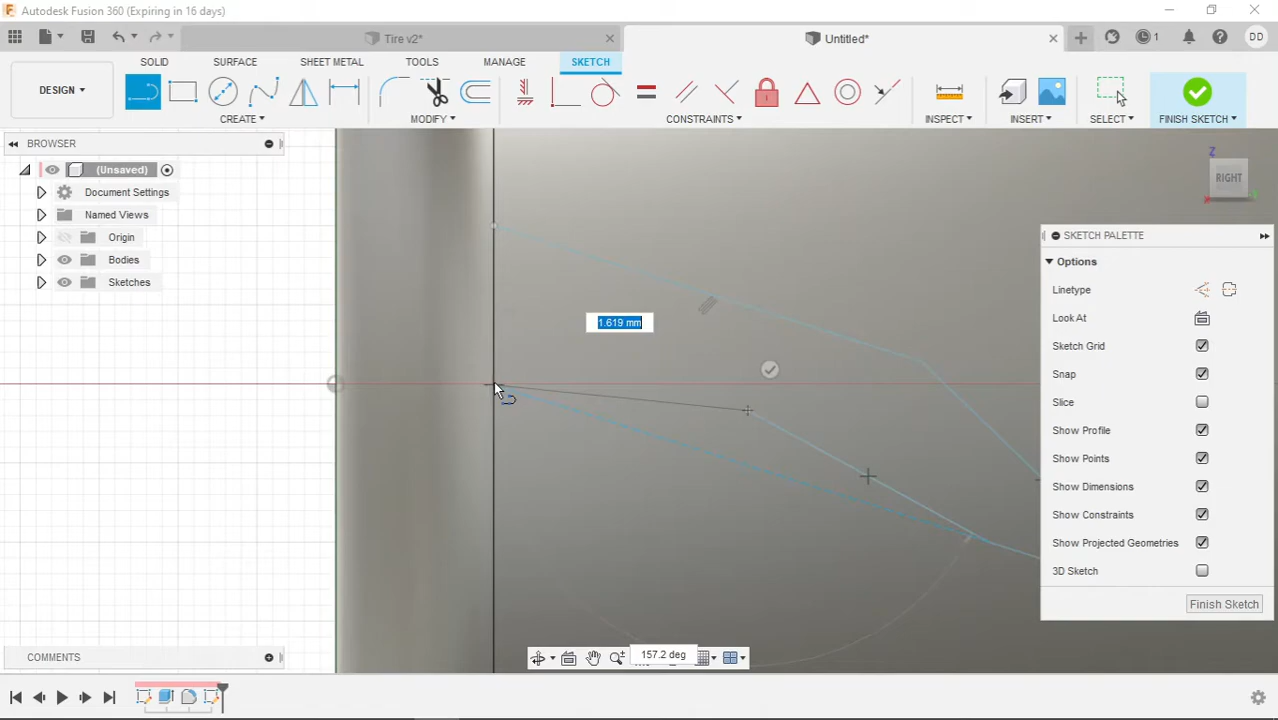 Autodesk Fusion 360 (Expiring in 16 days)
Tire v2*
Untitled*
1
DD
DESIGN
SOLID
SURFACE
SHEET METAL
TOOLS
MANAGE
SKETCH
CREATE
MODIFY
CONSTRAINTS
INSPECT
INSERT
SELECT
FINISH SKETCH
BROWSER
(Unsaved)
Document Settings
Named Views
Origin
Bodies
Sketches
Z
RIGHT
X
Y
SKETCH PALETTE
Options
Linetype
Look At
Sketch Grid
Snap
Slice
Show Profile
Show Points
Show Dimensions
Show Constraints
Show Projected Geometries
3D Sketch
Finish Sketch
1.619 mm
157.2 deg
COMMENTS